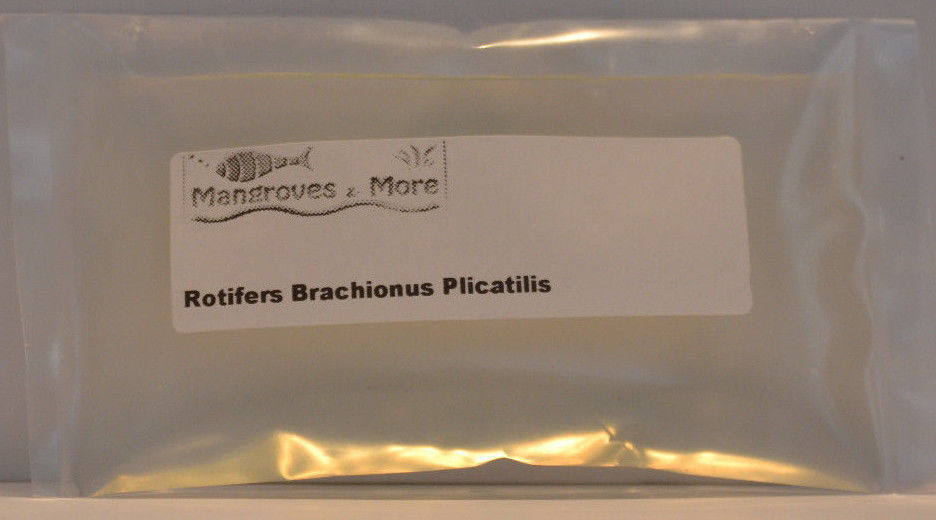 Mangroves & More
Rotifers Brachionus Plicatilis